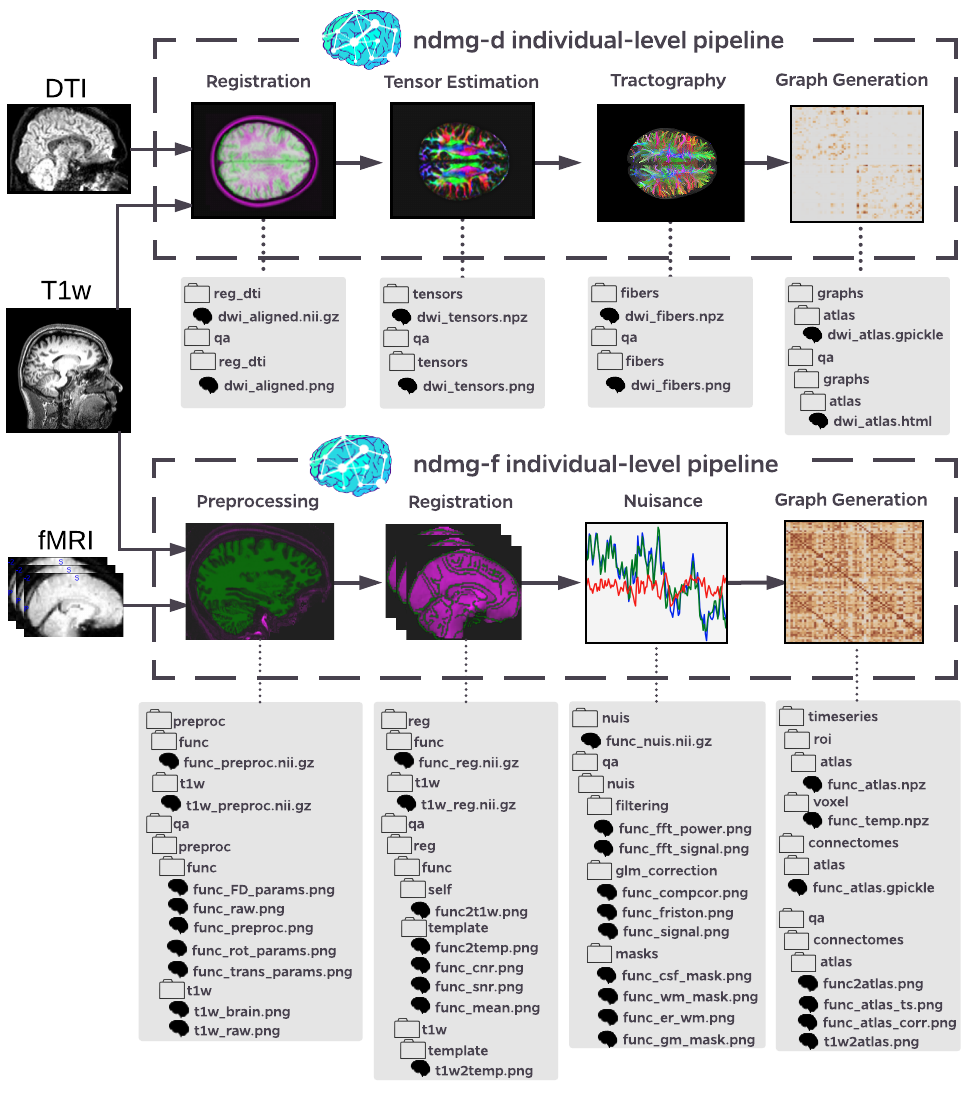 ndmg-d individual-level pipeline
Registration
Tensor Estimation
Tractography
Graph Generation
DTI
T1w
reg_dti
dwi_aligned.nii.gz
qa
reg_dti
dwi_aligned.png
tensors
dwi_tensors.npz
qa
tensors
dwi_tensors.png
fibers
dwi_fibers.npz
qa
fibers
dwi_fibers.png
graphs
atlas
dwi_atlas.gpickle
qa
graphs
atlas
dwi_atlas.html
ndmg-f individual-level pipeline
Preprocessing
Registration
Nuisance
Graph Generation
fMRI
S
S
S
preproc
func
func_preproc.nii.gz
t1w
t1w_preproc.nii.gz
qa
preproc
func
func_FD_params.png
func_raw.png
func_preproc.png
func_rot_params.png
func_trans_params.png
t1w
t1w_brain.png
t1w_raw.png
reg
func
func_reg.nii.gz
t1w
t1w_reg.nii.gz
qa
reg
func
self
func2t1w.png
template
func2temp.png
func_cnr.png
func_snr.png
func_mean.png
t1w
template
t1w2temp.png
nuis
func_nuis.nii.gz
qa
nuis
filtering
func_fft_power.png
func_fft_signal.png
glm_correction
func_compcor.png
func_friston.png
func_signal.png
masks
func_csf_mask.png
func_wm_mask.png
func_er_wm.png
func_gm_mask.png
timeseries
roi
atlas
func_atlas.npz
voxel
func_temp.npz
connectomes
atlas
func_atlas.gpickle
qa
connectomes
atlas
func2atlas.png
func_atlas_ts.png
func_atlas_corr.png
t1w2atlas.png